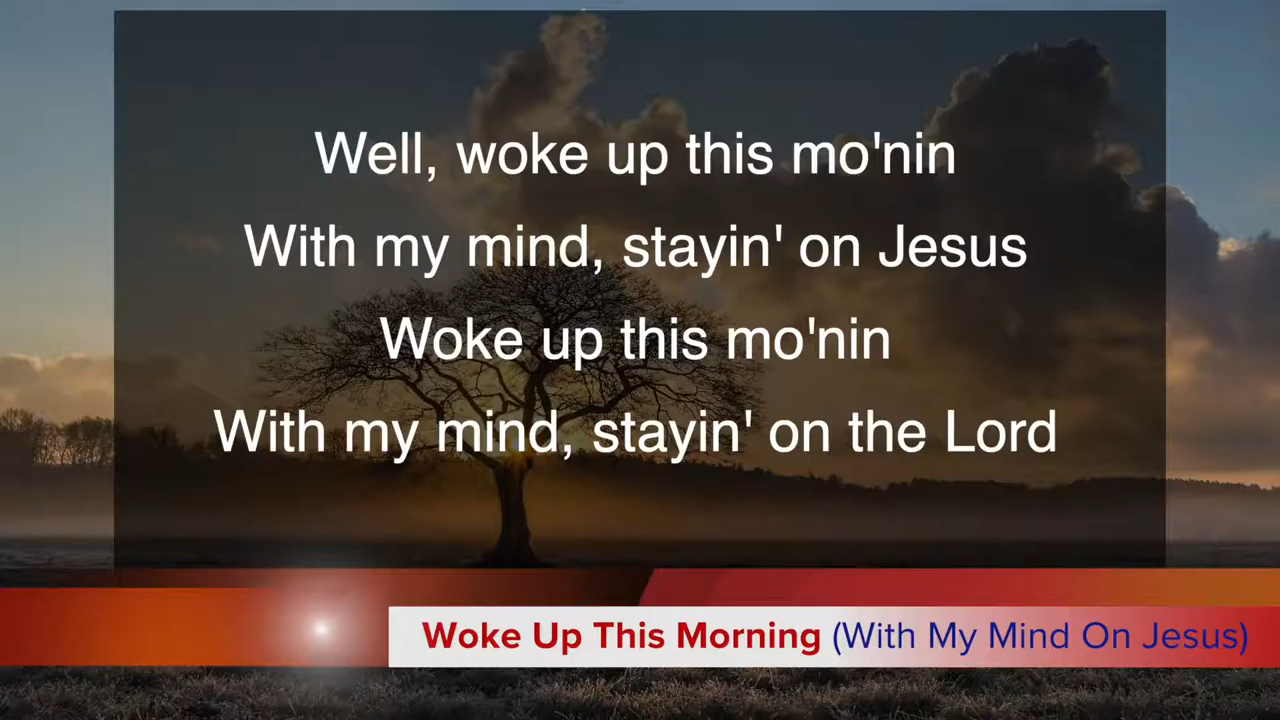 Well, woke up this mo'nin
With my mind, stayin' on Jesus
Woke up this mo'nin
With my mind, stayin' on the Lord
Woke Up This Morning (With My Mind On Jesus)